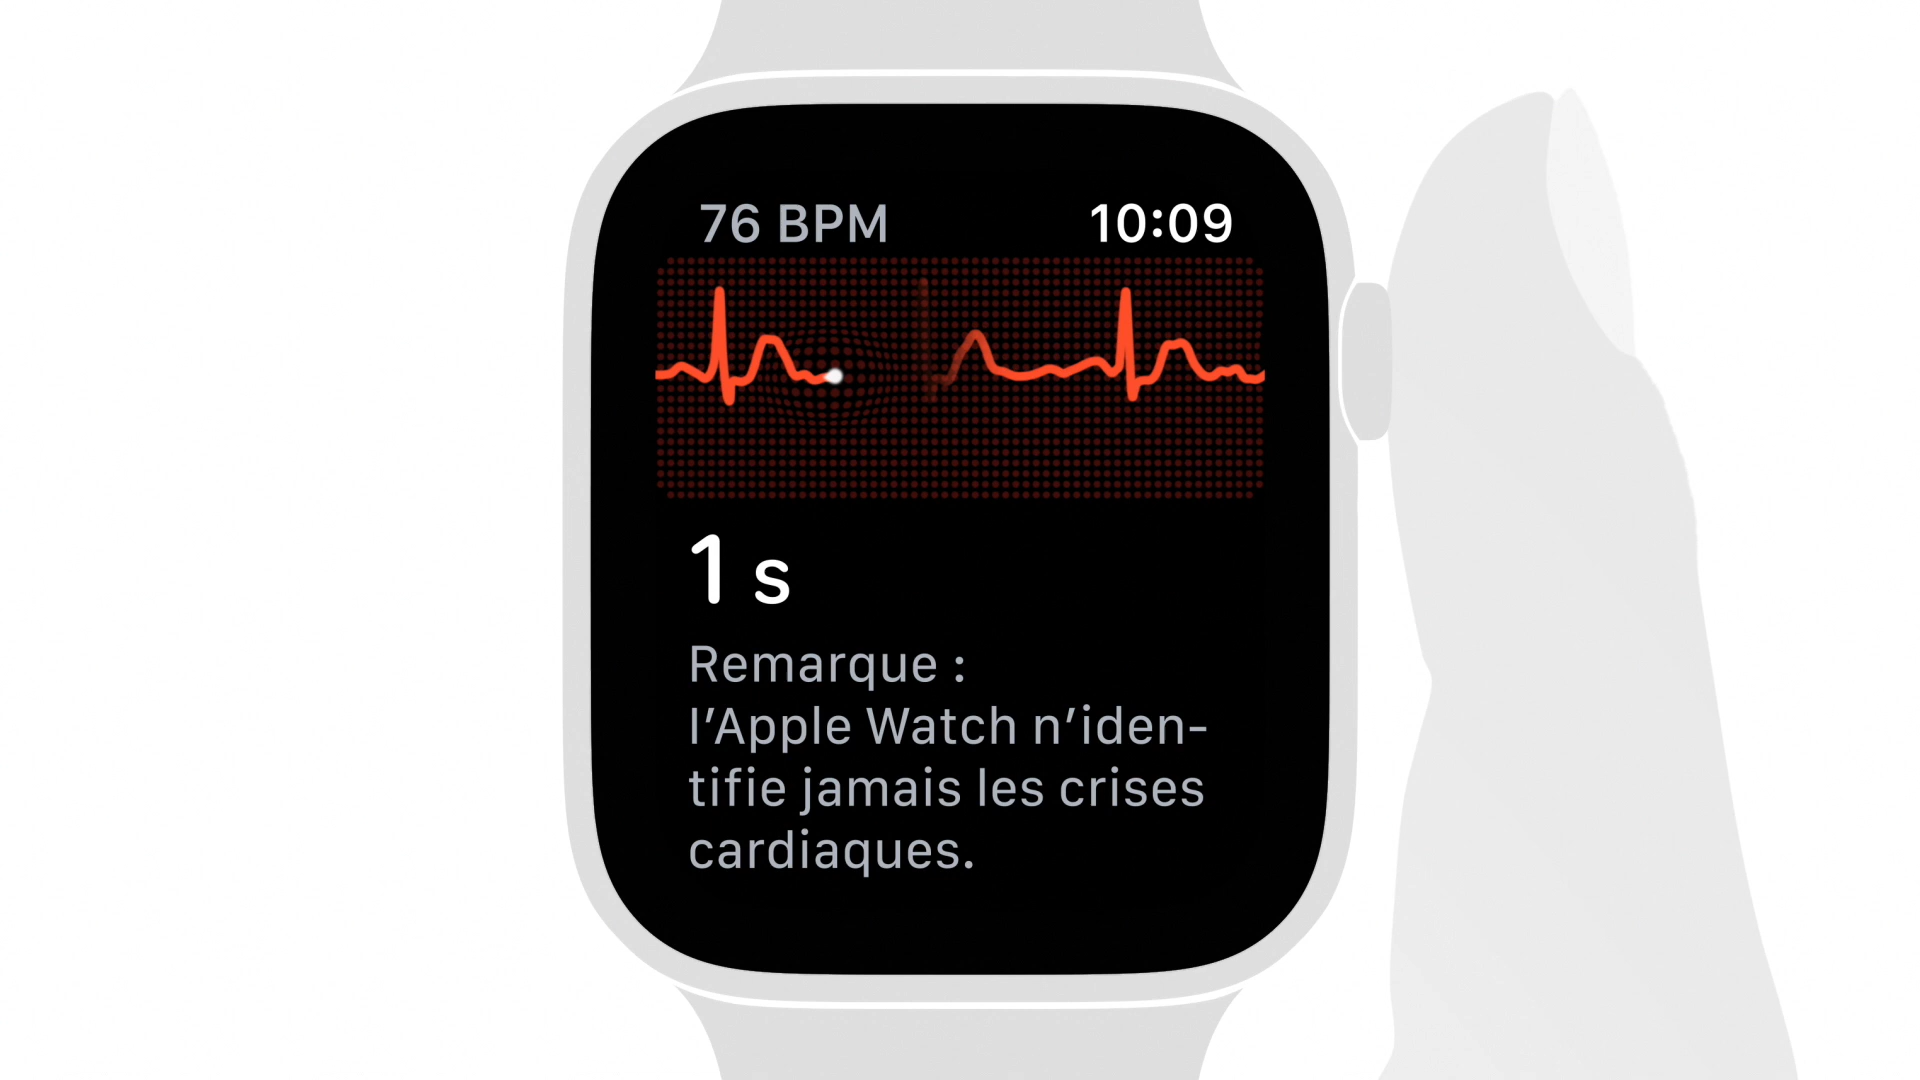 76 BPM 10:09
1 s
Remarque :
l’Apple Watch n’iden-
tifie jamais les crises
cardiaques.